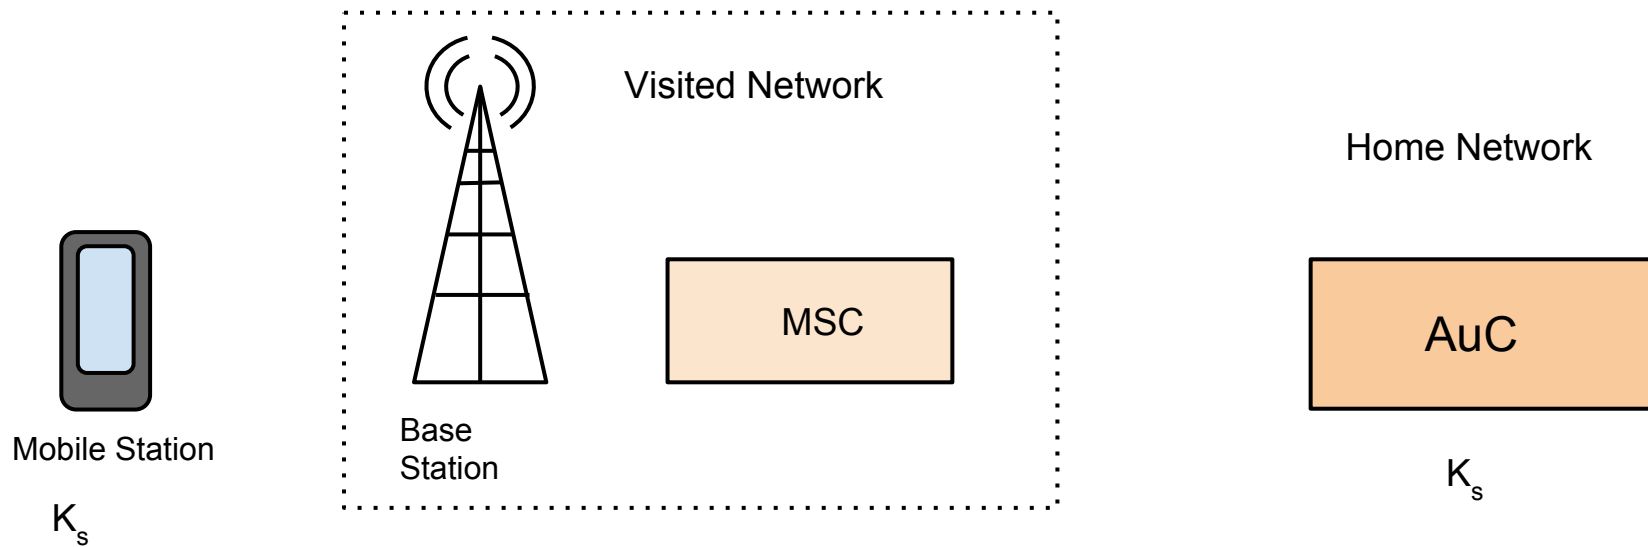 Visited Network
Home Network
MSC
AuC
Base
Station
Mobile Station
Kₛ
Kₛ